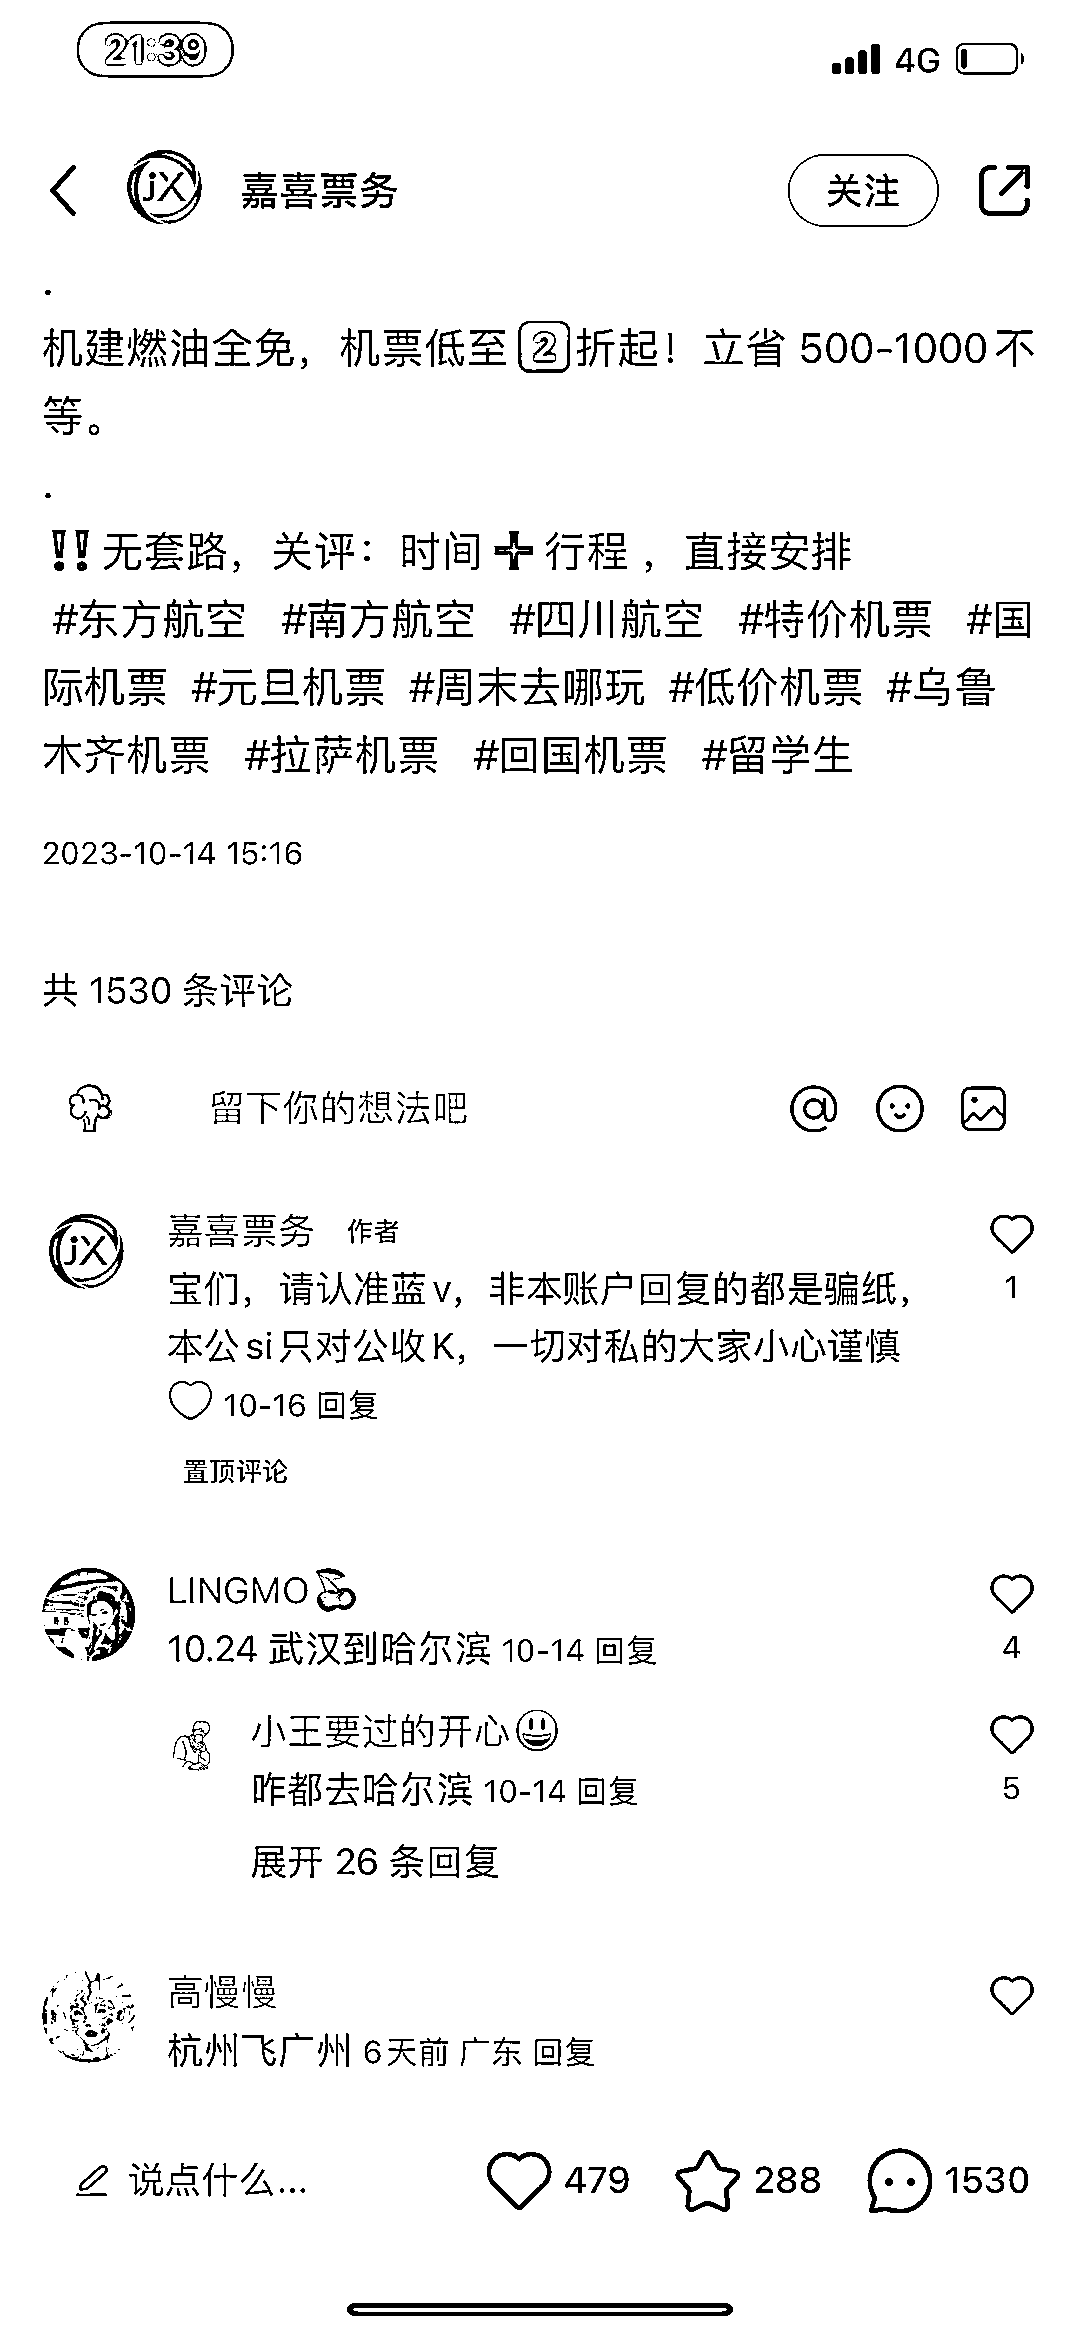 21:39
4G
jX 嘉喜票务 关注
.
机建燃油全免，机票低至2️⃣折起！立省 500-1000不
等。
.
‼️无套路，关评：时间➕行程 ，直接安排
#东方航空 #南方航空 #四川航空 #特价机票 #国
际机票 #元旦机票 #周末去哪玩 #低价机票 #乌鲁
木齐机票 #拉萨机票 #回国机票 #留学生
2023-10-14 15:16
共 1530 条评论
留下你的想法吧
jX 嘉喜票务 作者
宝们，请认准蓝v，非本账户回复的都是骗纸，
1
本公si只对公收K，一切对私的大家小心谨慎
10-16 回复
置顶评论
LINGMO🍒
10.24 武汉到哈尔滨 10-14 回复
4
小王要过的开心😃
咋都去哈尔滨 10-14 回复
5
展开 26 条回复
高慢慢
杭州飞广州 6天前 广东 回复
说点什么... 479 288 1530